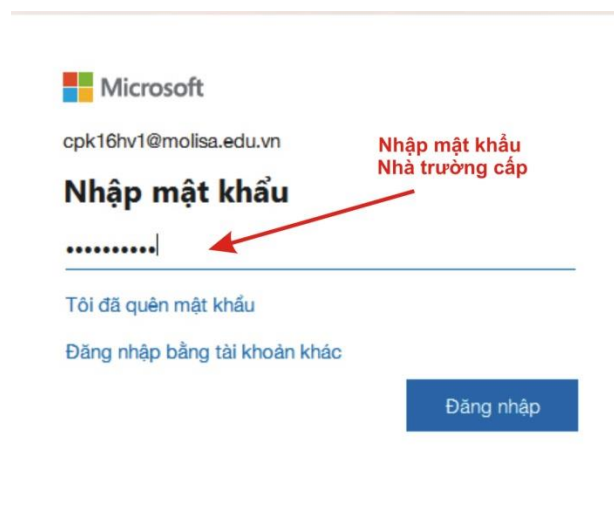 Microsoft
cpk16hv1@molisa.edu.vn
Nhập mật khẩu
Nhà trường cấp
Nhập mật khẩu
••••••••••
Tôi đã quên mật khẩu
Đăng nhập bằng tài khoản khác
Đăng nhập